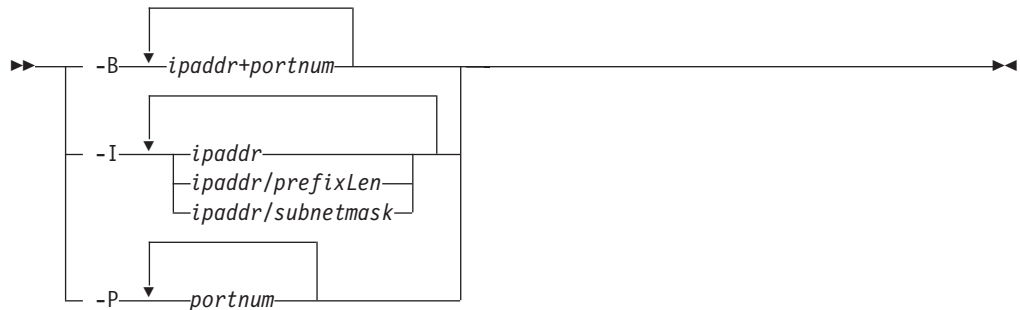 -B ipaddr+portnum
-I ipaddr
ipaddr/prefixLen
ipaddr/subnetmask
-P portnum